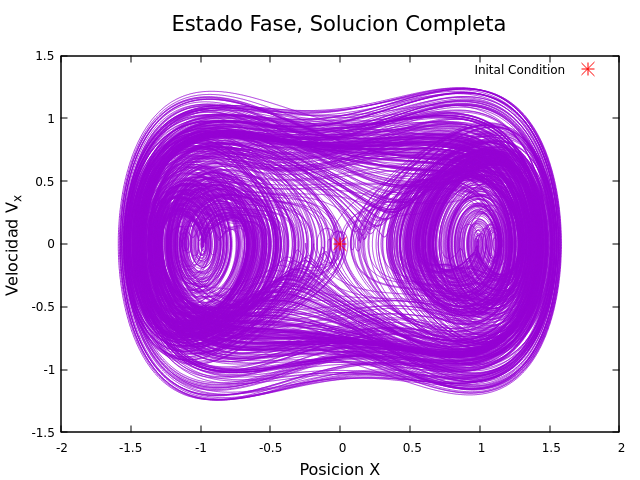 Estado Fase, Solucion Completa
Inital Condition
1.5
1
0.5
0
-0.5
-1
-1.5
Velocidad Vx
-2 -1.5 -1 -0.5 0 0.5 1 1.5 2
Posicion X